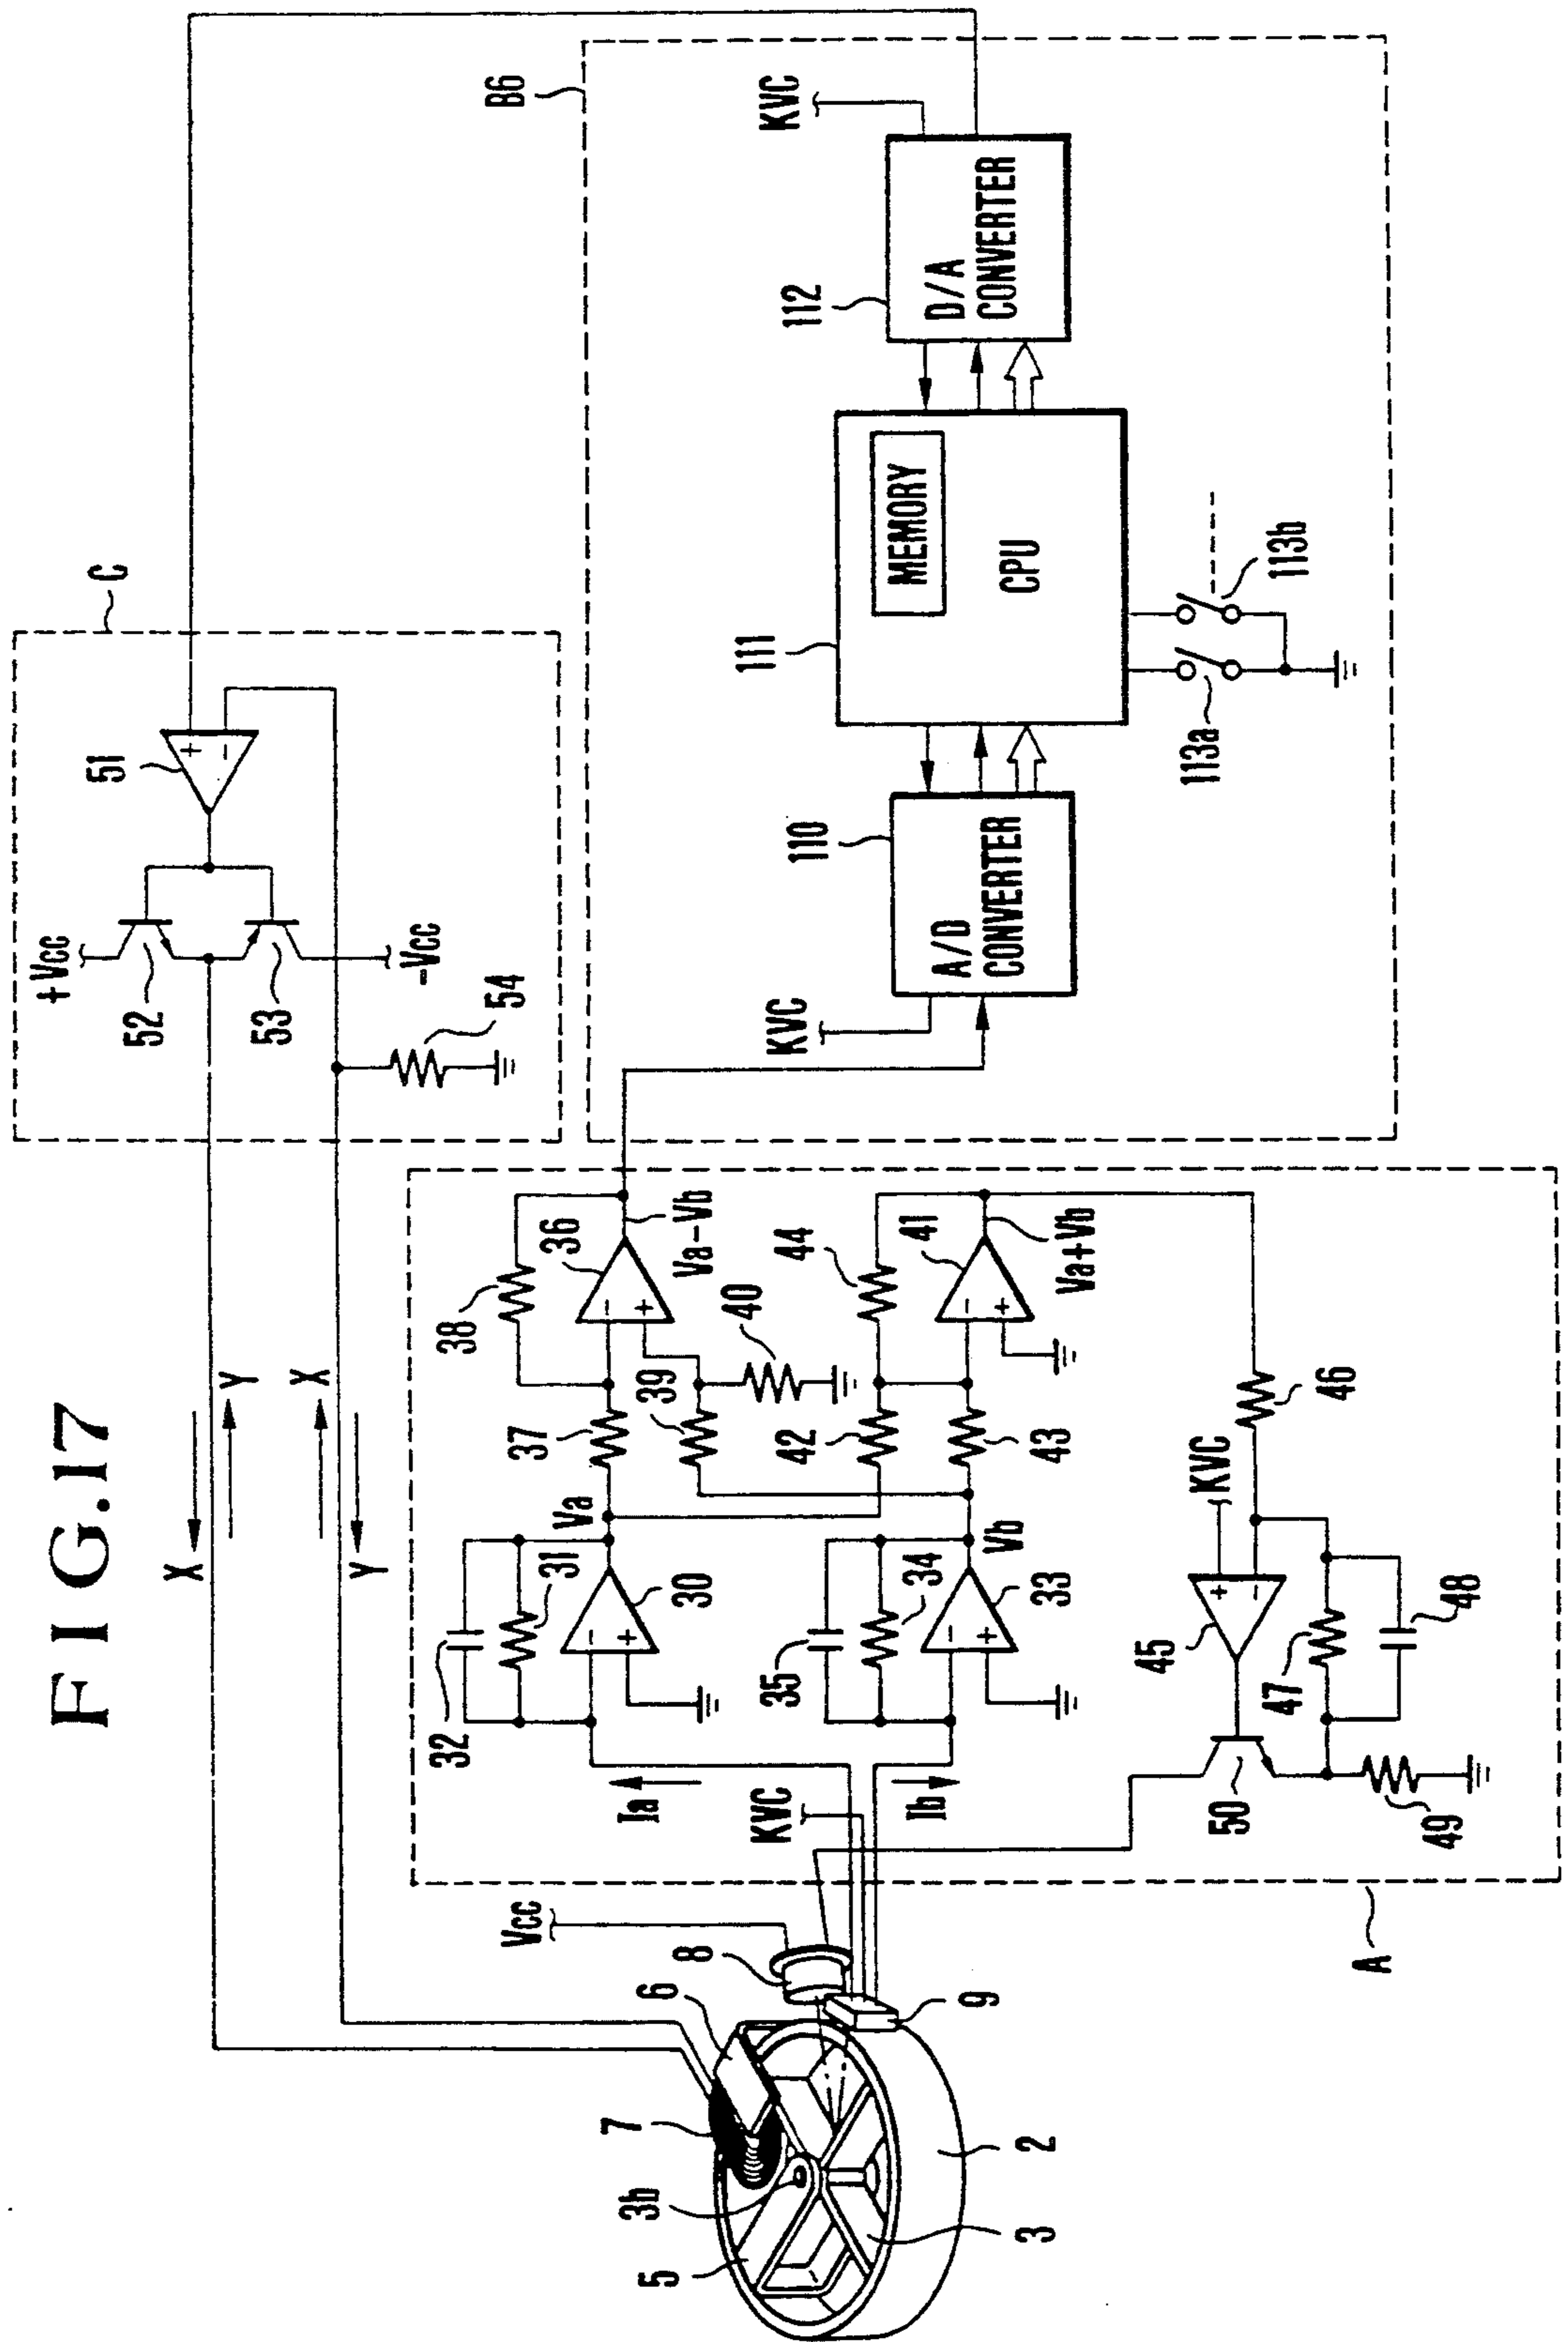 FIG.17
X
Y
X
Y
C
+Vcc
52
53
-Vcc
54
51
B6
KVC
110
A/D
CONVERTER
111
MEMORY
CPU
113a
113b
112
D/A
CONVERTER
KVC
A
Vcc
KVC
Ia
Ib
32
31
30
Va
37
38
36
Va-Vb
39
40
35
34
33
Vb
42
43
44
41
Va+Vb
50
49
47
48
45
KVC
46
5
3b
7
6
8
9
2
3